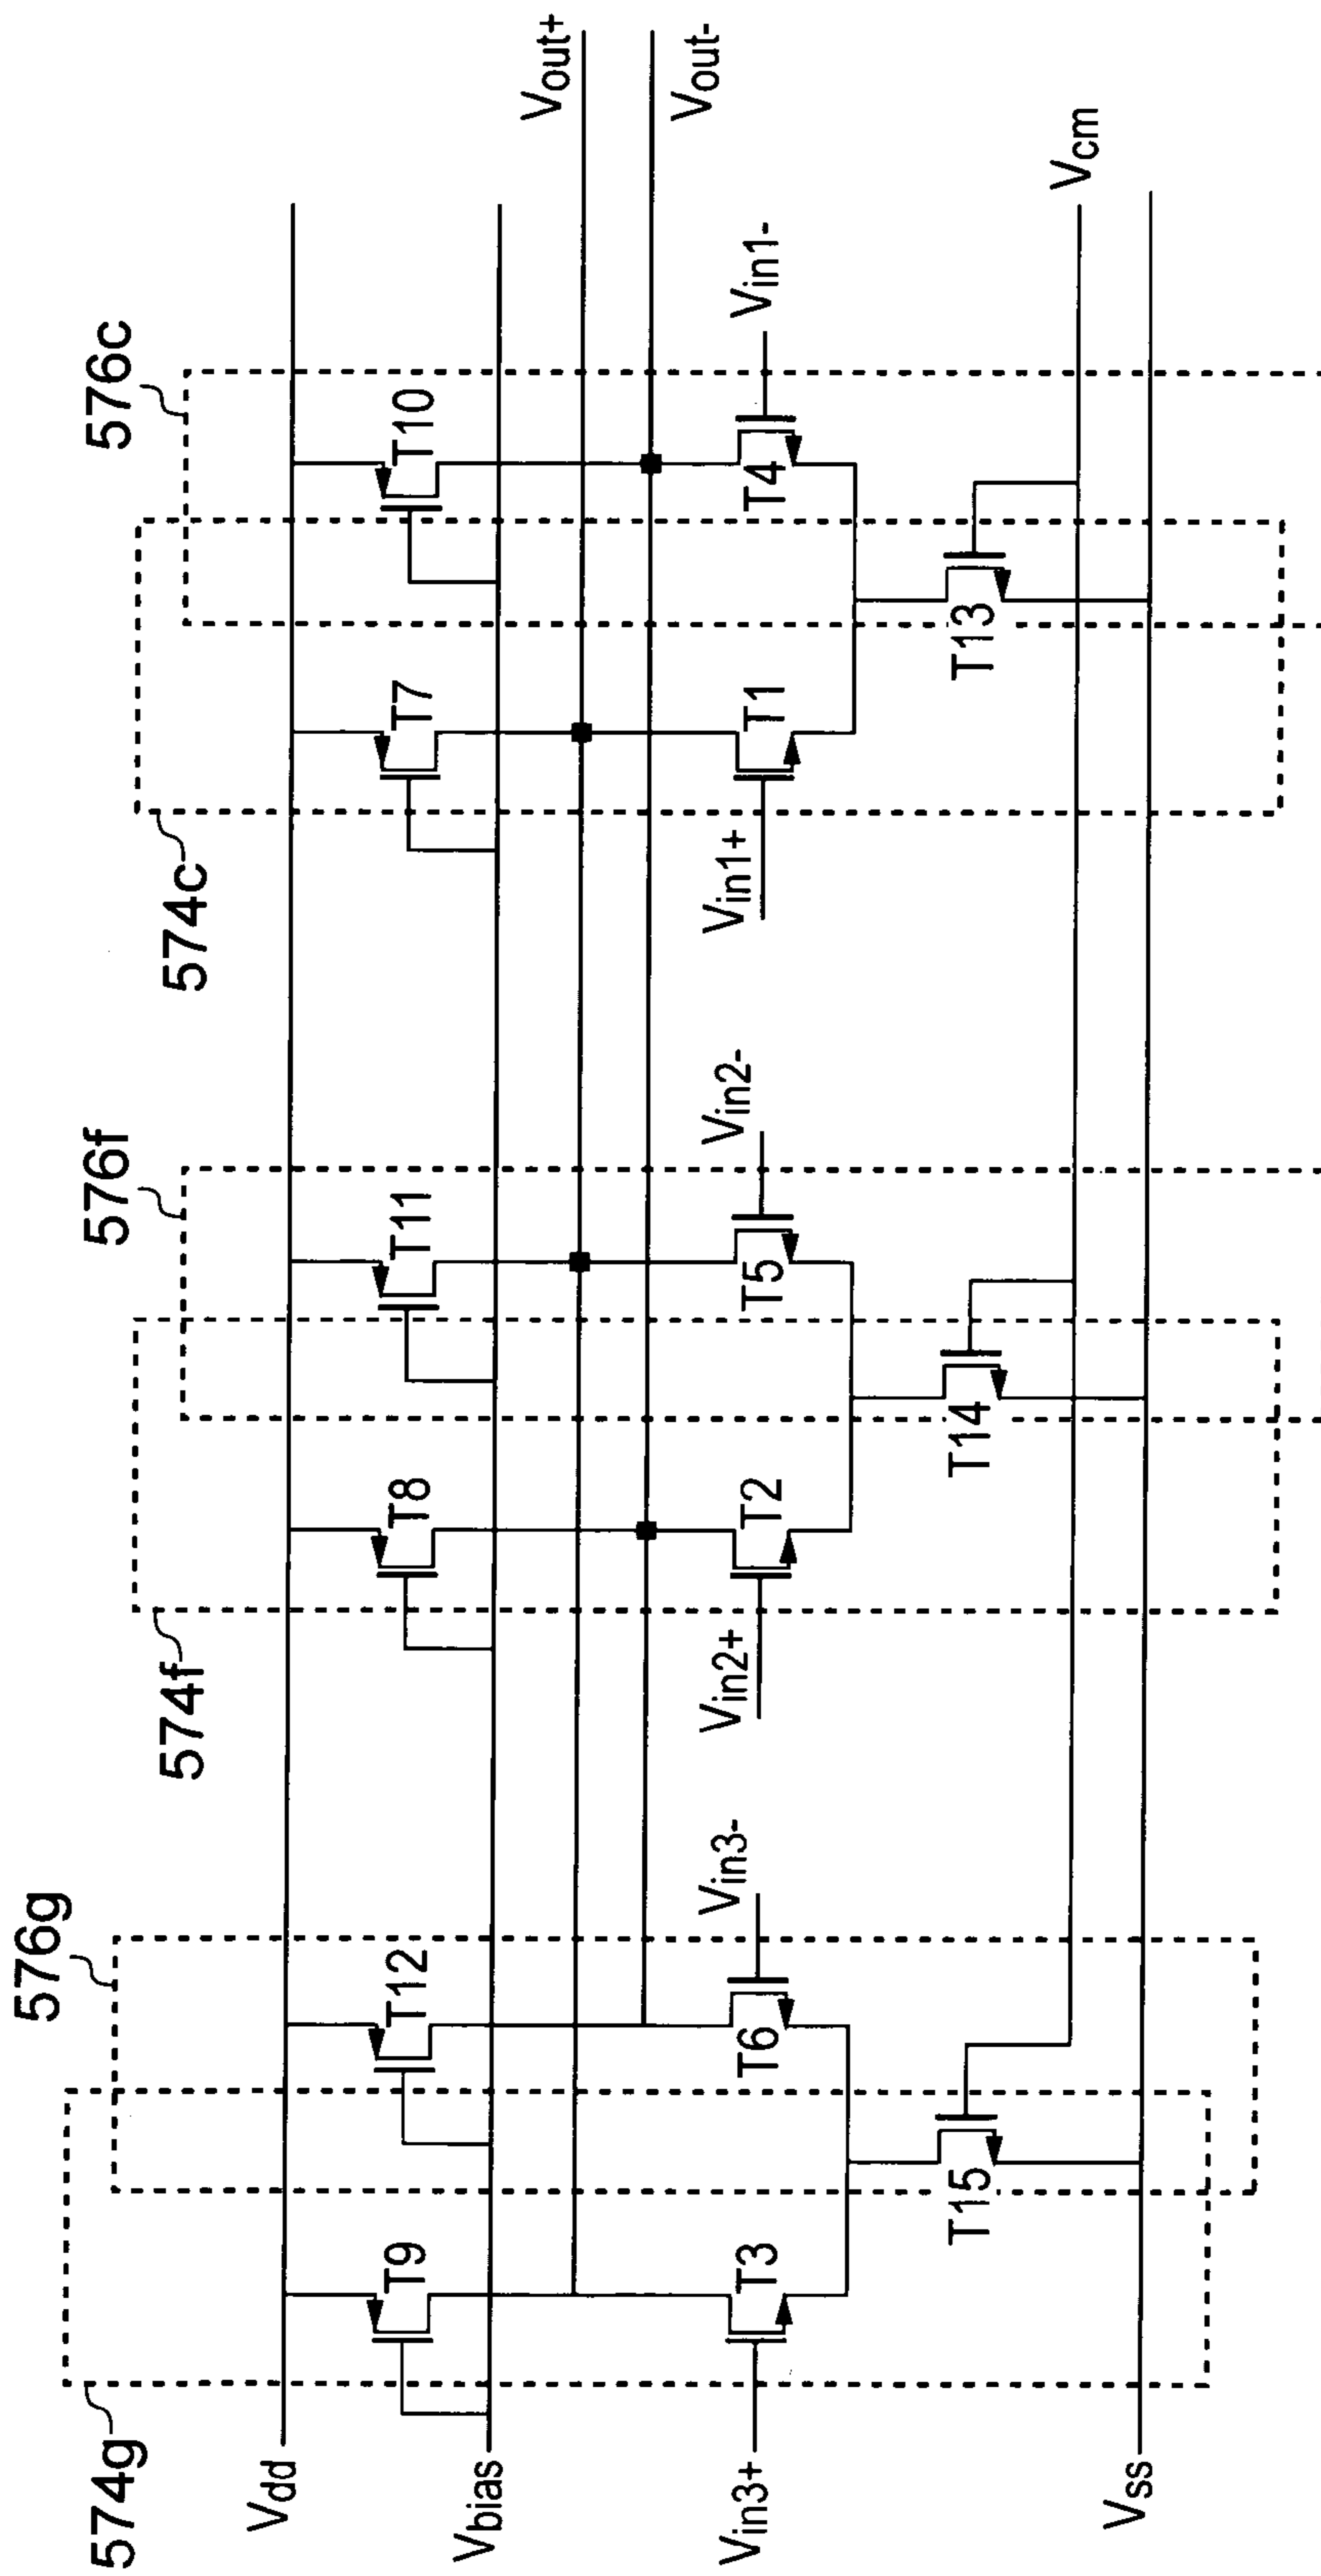 574g
576g
574f
576f
574c
576c
Vdd
T9
T12
T8
T11
T7
T10
Vbias
Vout+
Vout-
Vin3+
T3
T6
Vin3-
Vin2+
T2
T5
Vin2-
Vin1+
T1
T4
Vin1-
T15
T14
T13
Vcm
Vss